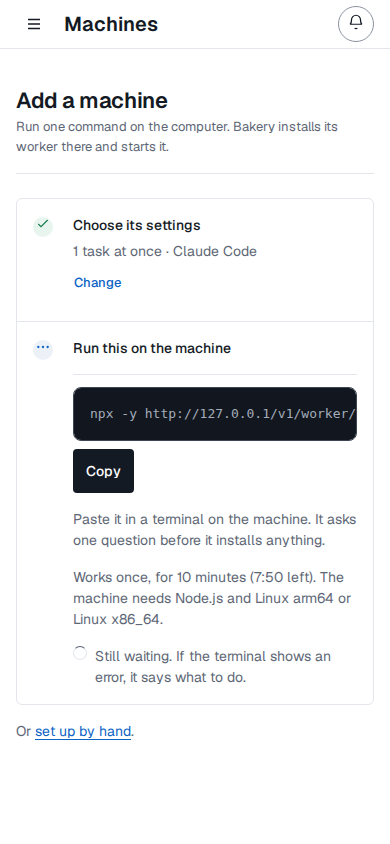 Machines
Add a machine
Run one command on the computer. Bakery installs its
worker there and starts it.
Choose its settings
1 task at once · Claude Code
Change
Run this on the machine
npx -y http://127.0.0.1/v1/worker/
Copy
Paste it in a terminal on the machine. It asks
one question before it installs anything.
Works once, for 10 minutes (7:50 left). The
machine needs Node.js and Linux arm64 or
Linux x86_64.
Still waiting. If the terminal shows an
error, it says what to do.
Or set up by hand.